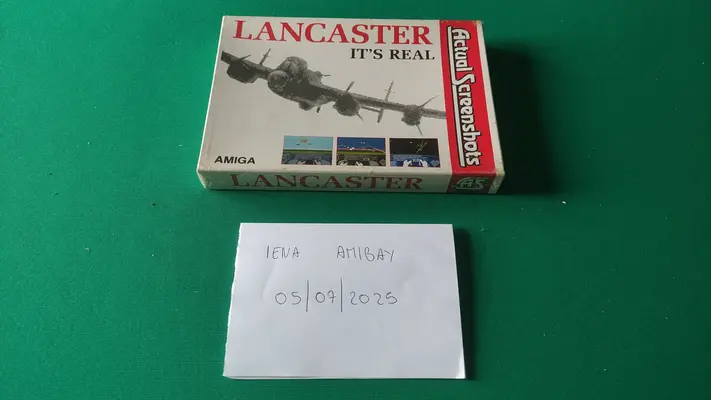 LANCASTER
IT'S REAL
Actual Screenshots
AMIGA
LANCASTER
AS
IENA AMIBAY
05/07/2025